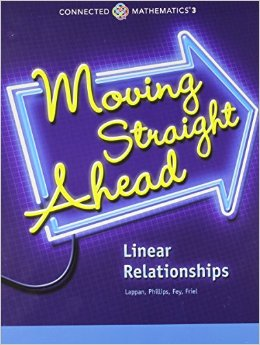 CONNECTED MATHEMATICS® 3
Moving
Straight
Ahead
Linear
Relationships
Lappan, Phillips, Fey, Friel